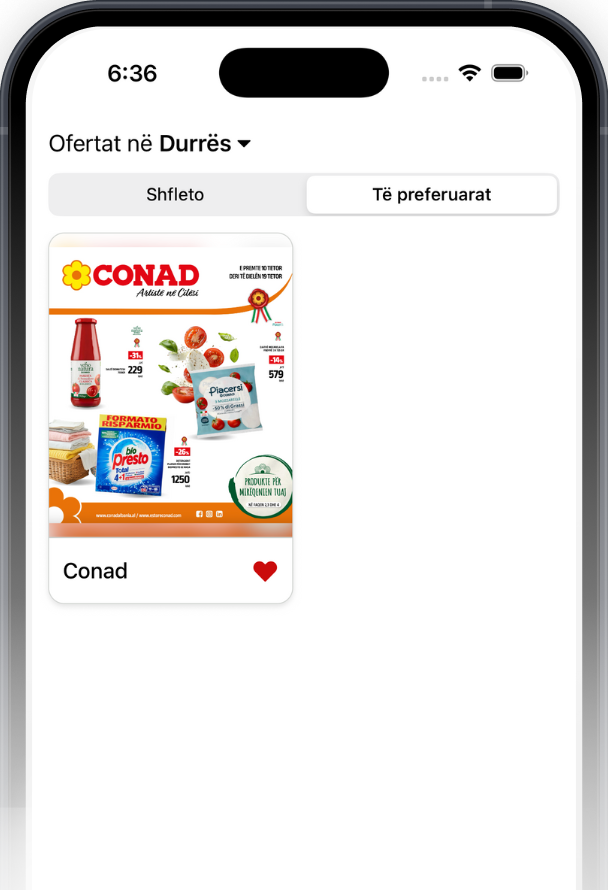 6:36
Ofertat në Durrës
Shfleto
Të preferuarat
CONAD
Artistë në Cilësi
E PREMTE 10 TETOR
DERI TË DIELËN 19 TETOR
-31%
229
-14%
579
Piacersi
-50% di Grassi
FORMATO
RISPARMIO
bio
Presto
Total
4+1
-26%
1250
PRODUKTE PËR
MIRËQENIEN TUAJ
www.conadalbania.al / www.estoreconad.com
Conad